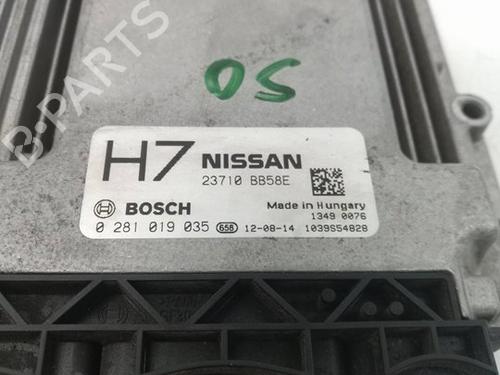 B-PARTS
OS
H7 NISSAN
23710 BB58E
Made in Hungary
BOSCH
1349 0076
0 281 019 035 658 12-08-14 1039S54828